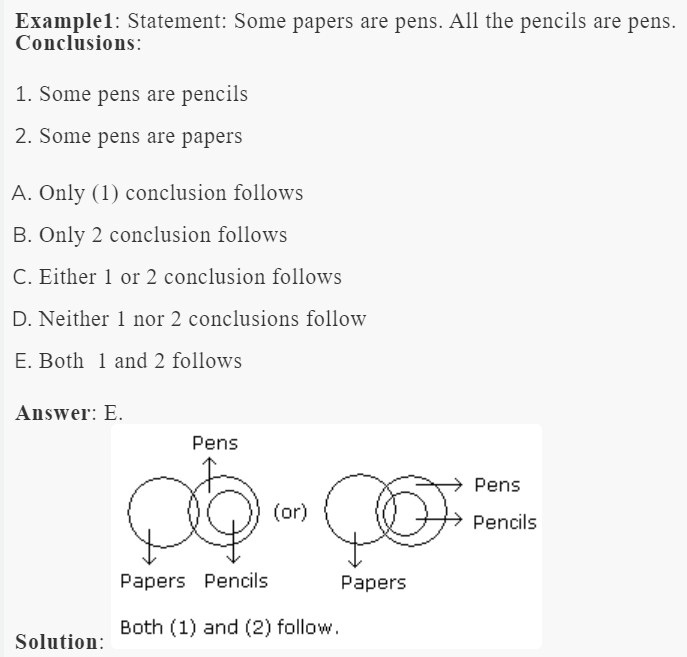 Example1: Statement: Some papers are pens. All the pencils are pens.
Conclusions:
1. Some pens are pencils
2. Some pens are papers
A. Only (1) conclusion follows
B. Only 2 conclusion follows
C. Either 1 or 2 conclusion follows
D. Neither 1 nor 2 conclusions follow
E. Both  1 and 2 follows
Answer: E.
Pens
(or)
Pens
Pencils
Papers Pencils
Papers
Both (1) and (2) follow.
Solution: